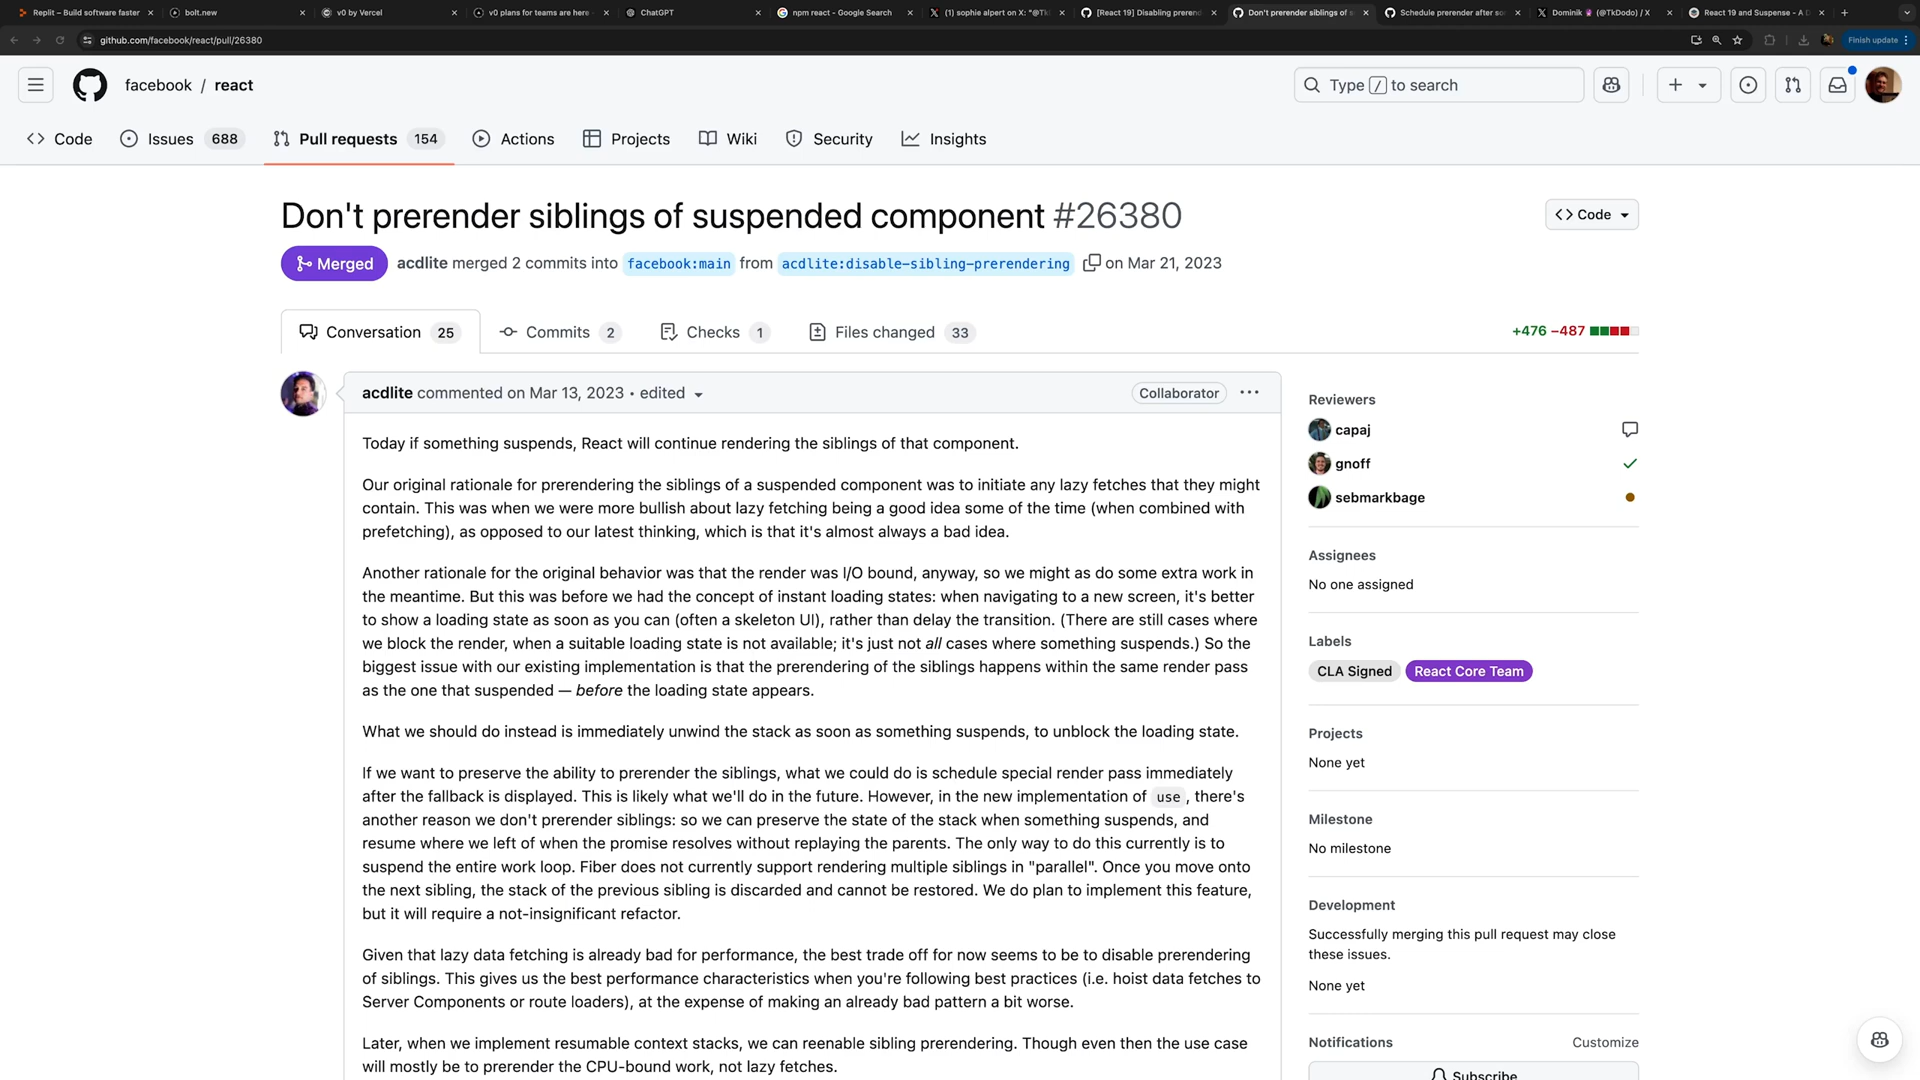 Replit – Build software faster
bolt.new
v0 by Vercel
v0 plans for teams are here
ChatGPT
npm react - Google Search
(1) sophie alpert on X: "@Tk
[React 19] Disabling prerend
Don't prerender siblings of s
Schedule prerender after so
Dominik (@TkDodo) / X
React 19 and Suspense - A D
github.com/facebook/react/pull/26380
Finish update
facebook / react
Type / to search
Code
Issues 688
Pull requests 154
Actions
Projects
Wiki
Security
Insights
Don't prerender siblings of suspended component #26380
Code
Merged
acdlite merged 2 commits into facebook:main from acdlite:disable-sibling-prerendering on Mar 21, 2023
Conversation 25
Commits 2
Checks 1
Files changed 33
+476 −487
acdlite commented on Mar 13, 2023 • edited
Collaborator
Today if something suspends, React will continue rendering the siblings of that component.
Our original rationale for prerendering the siblings of a suspended component was to initiate any lazy fetches that they might
contain. This was when we were more bullish about lazy fetching being a good idea some of the time (when combined with
prefetching), as opposed to our latest thinking, which is that it's almost always a bad idea.
Another rationale for the original behavior was that the render was I/O bound, anyway, so we might as do some extra work in
the meantime. But this was before we had the concept of instant loading states: when navigating to a new screen, it's better
to show a loading state as soon as you can (often a skeleton UI), rather than delay the transition. (There are still cases where
we block the render, when a suitable loading state is not available; it's just not all cases where something suspends.) So the
biggest issue with our existing implementation is that the prerendering of the siblings happens within the same render pass
as the one that suspended — before the loading state appears.
What we should do instead is immediately unwind the stack as soon as something suspends, to unblock the loading state.
If we want to preserve the ability to prerender the siblings, what we could do is schedule special render pass immediately
after the fallback is displayed. This is likely what we'll do in the future. However, in the new implementation of use, there's
another reason we don't prerender siblings: so we can preserve the state of the stack when something suspends, and
resume where we left of when the promise resolves without replaying the parents. The only way to do this currently is to
suspend the entire work loop. Fiber does not currently support rendering multiple siblings in "parallel". Once you move onto
the next sibling, the stack of the previous sibling is discarded and cannot be restored. We do plan to implement this feature,
but it will require a not-insignificant refactor.
Given that lazy data fetching is already bad for performance, the best trade off for now seems to be to disable prerendering
of siblings. This gives us the best performance characteristics when you're following best practices (i.e. hoist data fetches to
Server Components or route loaders), at the expense of making an already bad pattern a bit worse.
Later, when we implement resumable context stacks, we can reenable sibling prerendering. Though even then the use case
will mostly be to prerender the CPU-bound work, not lazy fetches.
Reviewers
capaj
gnoff
sebmarkbage
Assignees
No one assigned
Labels
CLA Signed
React Core Team
Projects
None yet
Milestone
No milestone
Development
Successfully merging this pull request may close
these issues.
None yet
Notifications
Customize
Subscribe